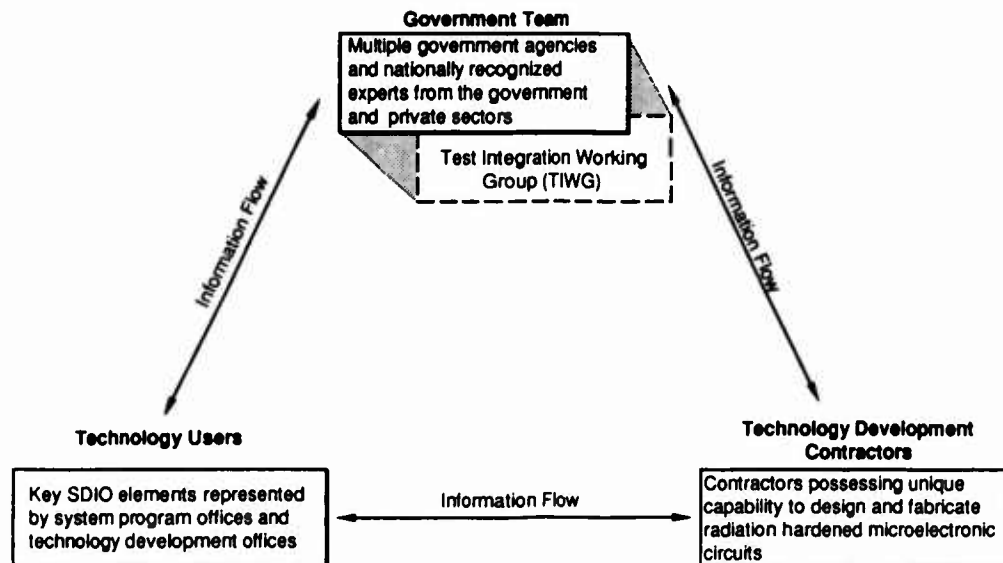 Government Team
Multiple government agencies
and nationally recognized
experts from the government
and private sectors
Test Integration Working
Group (TIWG)
Information Flow
Information Flow
Technology Users
Key SDIO elements represented
by system program offices and
technology development offices
Information Flow
Technology Development
Contractors
Contractors possessing unique
capability to design and fabricate
radiation hardened microelectronic
circuits